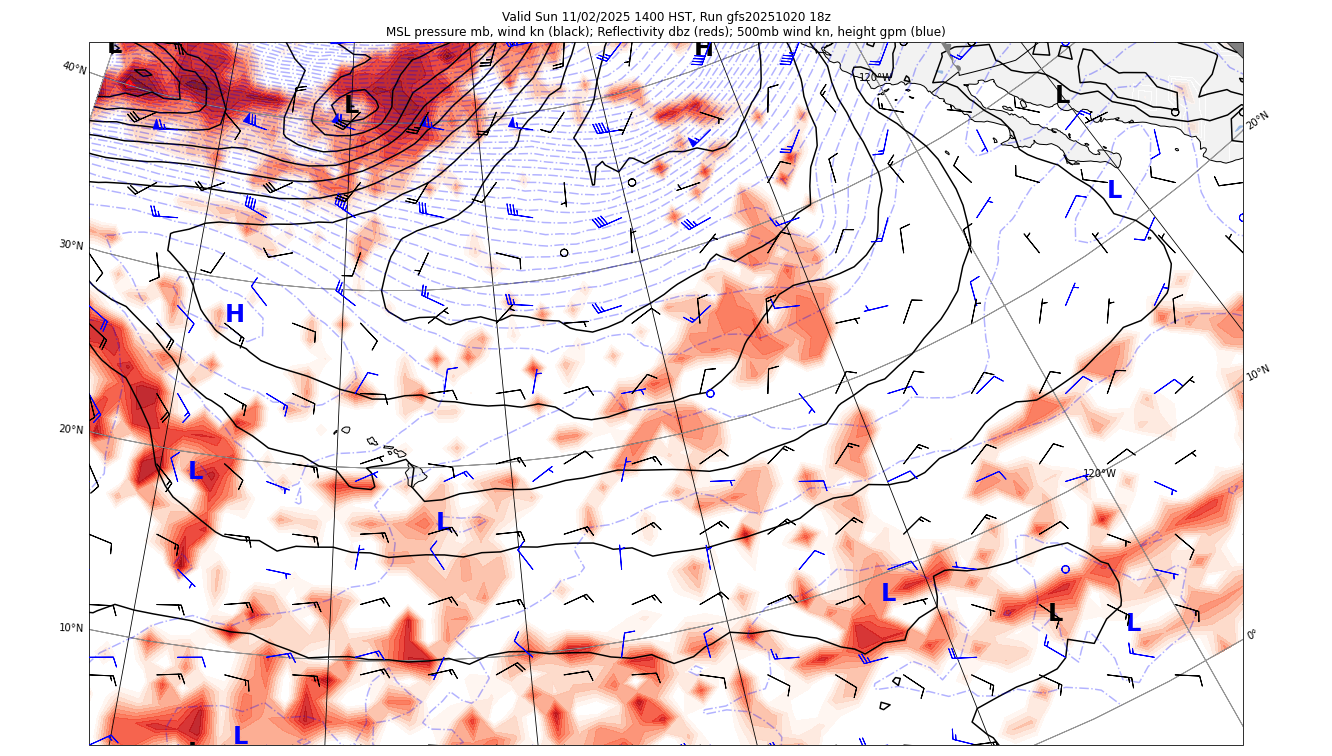 Valid Sun 11/02/2025 1400 HST, Run gfs20251020 18z
MSL pressure mb, wind kn (black); Reflectivity dbz (reds); 500mb wind kn, height gpm (blue)
L
H
40°N
120°W
L
L
20°N
L
30°N
H
10°N
20°N
L
120°W
L
L
L
10°N
L
0°
L